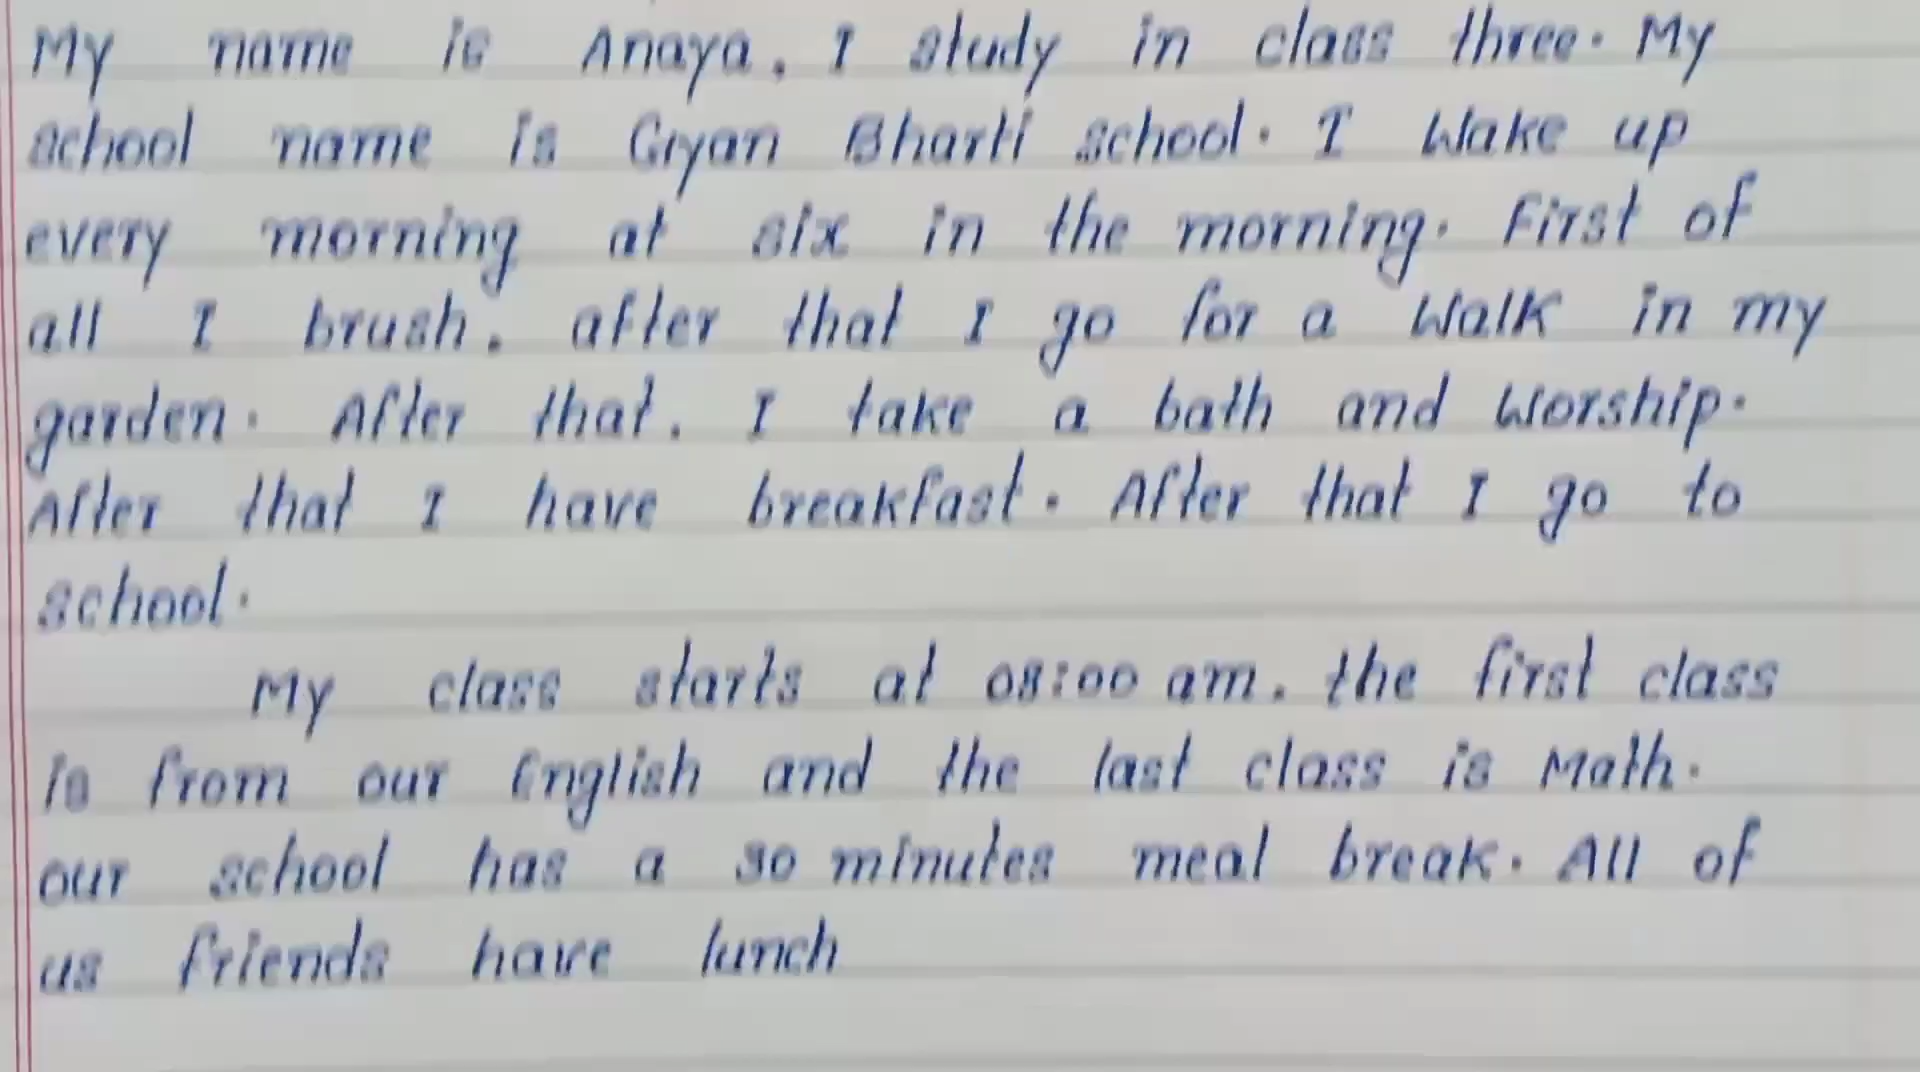 My name is Anaya. I study in class three. My
school name is Gyan Bharti school. I Wake up
every morning at six in the morning. First of
all I brush. after that I go for a Walk in my
garden. After that. I take a bath and Worship.
After that I have breakfast. After that I go to
school.
My class starts at 08:00 am. the first class
is from our English and the last class is Math.
our school has a 30 minutes meal break. All of
us friends have lunch